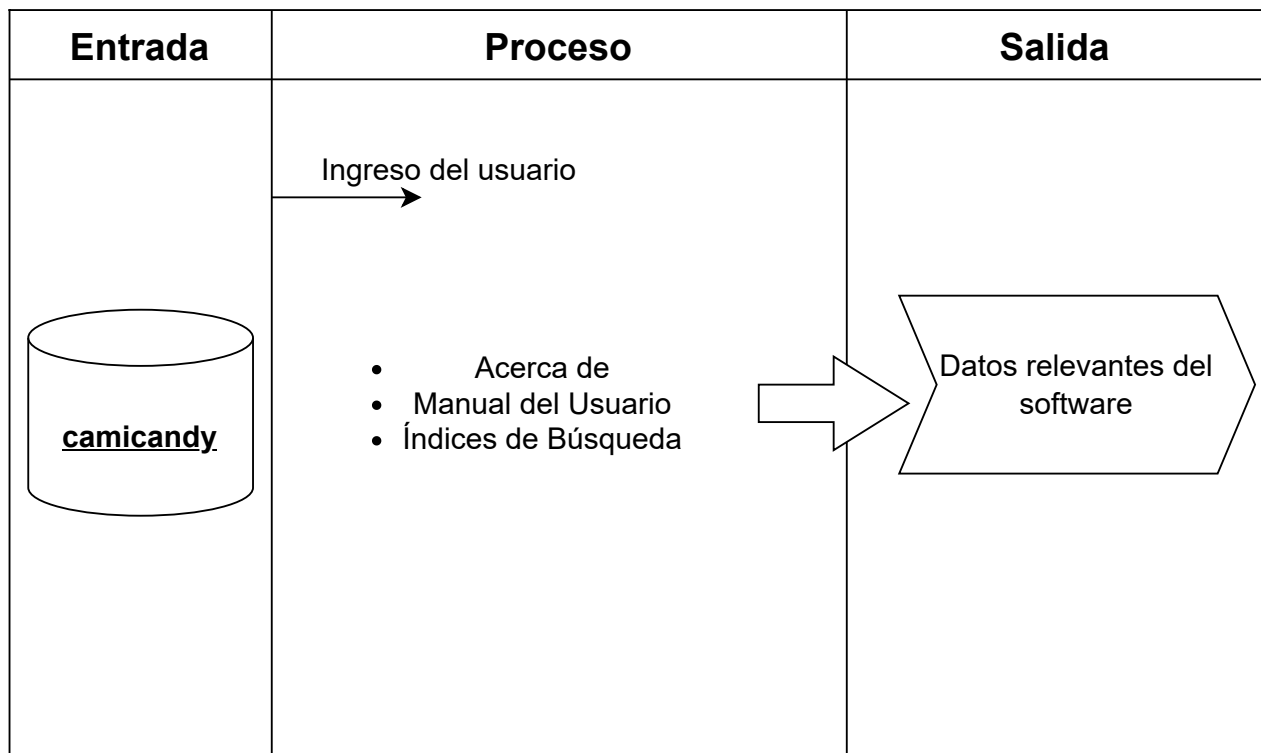 Entrada
Proceso
Salida
Ingreso del usuario
camicandy
Acerca de
Manual del Usuario
Índices de Búsqueda
Datos relevantes del
software